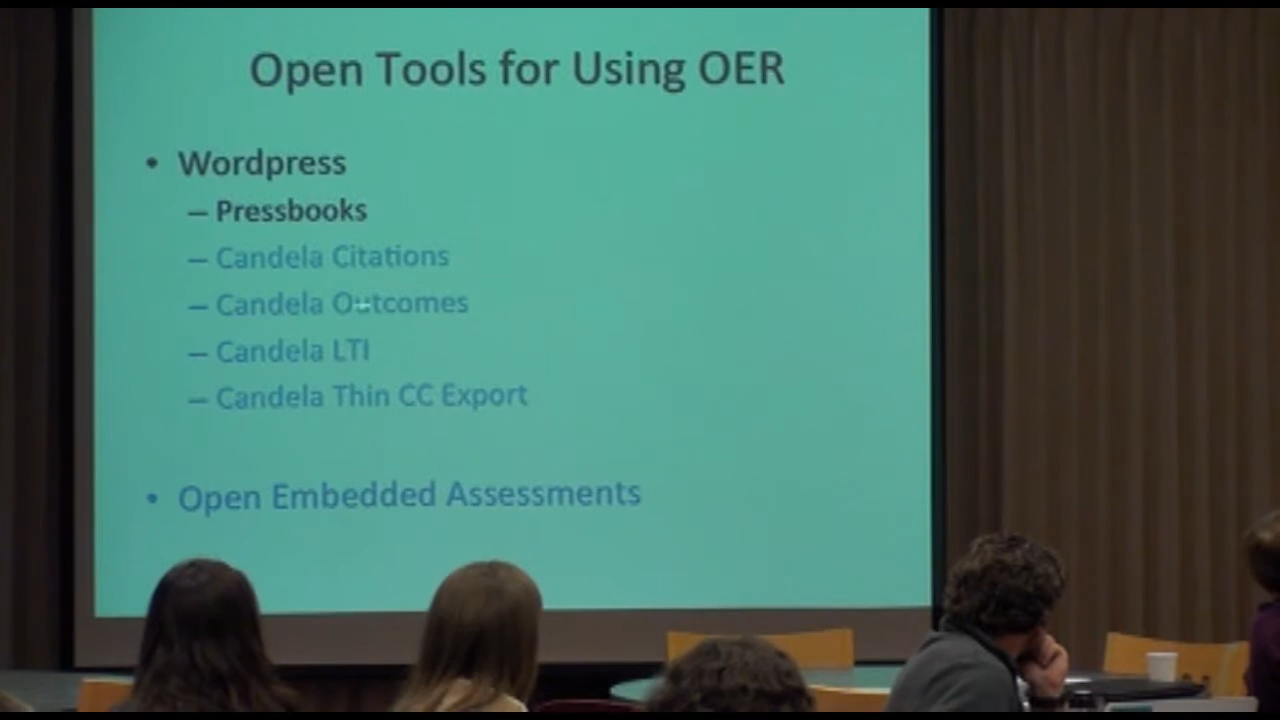 Open Tools for Using OER
• Wordpress
– Pressbooks
– Candela Citations
– Candela Outcomes
– Candela LTI
– Candela Thin CC Export
• Open Embedded Assessments